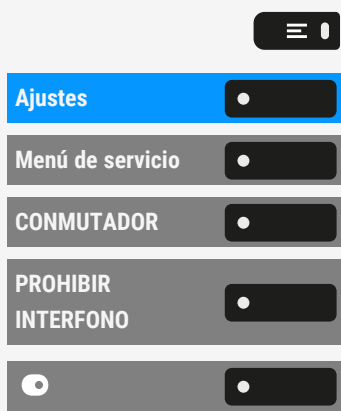 Ajustes
Menú de servicio
CONMUTADOR
PROHIBIR
INTERFONO